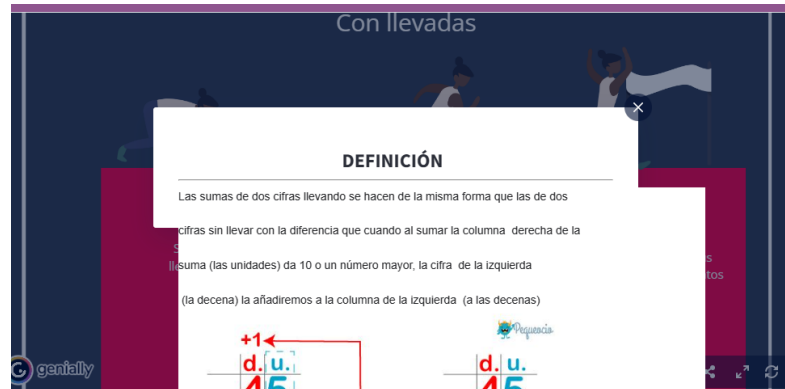 Con llevadas
DEFINICIÓN
Las sumas de dos cifras llevando se hacen de la misma forma que las de dos
cifras sin llevar con la diferencia que cuando al sumar la columna derecha de la
suma (las unidades) da 10 o un número mayor, la cifra de la izquierda
(la decena) la añadiremos a la columna de la izquierda (a las decenas)
Pequeocio
+1
d. u.
d. u.
45
45
genially